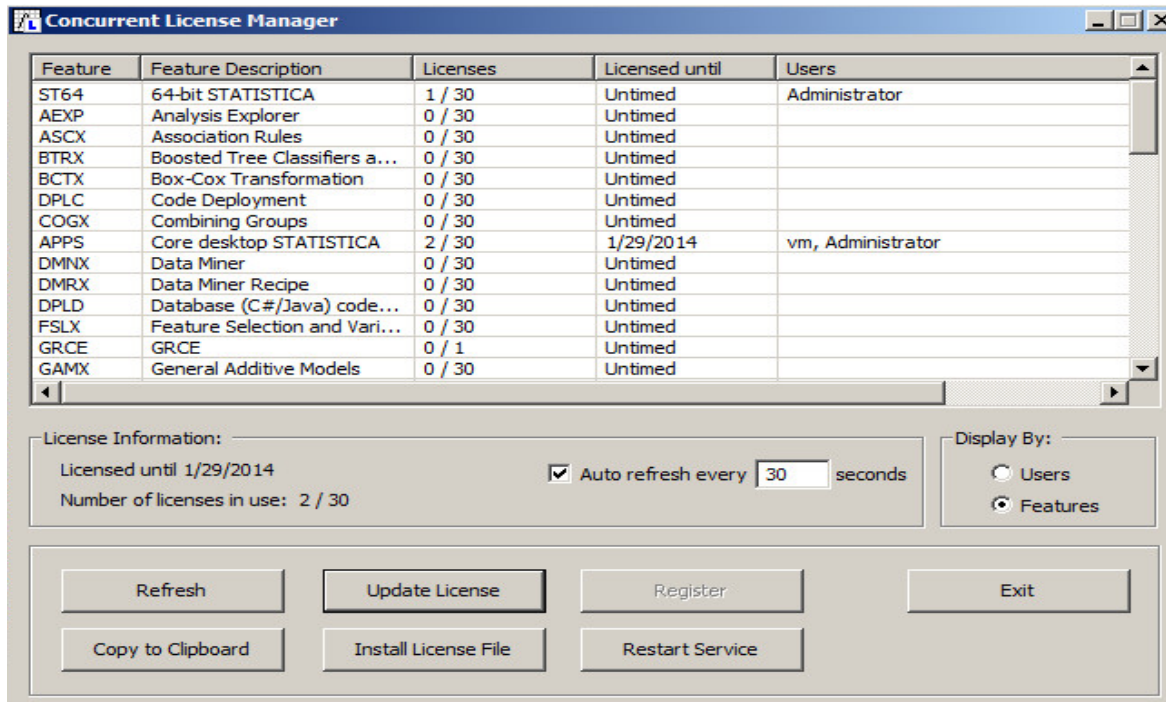 Concurrent License Manager
Feature Feature Description Licenses Licensed until Users
ST64 64-bit STATISTICA 1 / 30 Untimed Administrator
AEXP Analysis Explorer 0 / 30 Untimed
ASCX Association Rules 0 / 30 Untimed
BTRX Boosted Tree Classifiers a... 0 / 30 Untimed
BCTX Box-Cox Transformation 0 / 30 Untimed
DPLC Code Deployment 0 / 30 Untimed
COGX Combining Groups 0 / 30 Untimed
APPS Core desktop STATISTICA 2 / 30 1/29/2014 vm, Administrator
DMNX Data Miner 0 / 30 Untimed
DMRX Data Miner Recipe 0 / 30 Untimed
DPLD Database (C#/Java) code... 0 / 30 Untimed
FSLX Feature Selection and Vari... 0 / 30 Untimed
GRCE GRCE 0 / 1 Untimed
GAMX General Additive Models 0 / 30 Untimed
License Information:
Licensed until 1/29/2014
Number of licenses in use: 2 / 30
Auto refresh every 30 seconds
Display By:
Users
Features
Refresh Update License Register Exit
Copy to Clipboard Install License File Restart Service